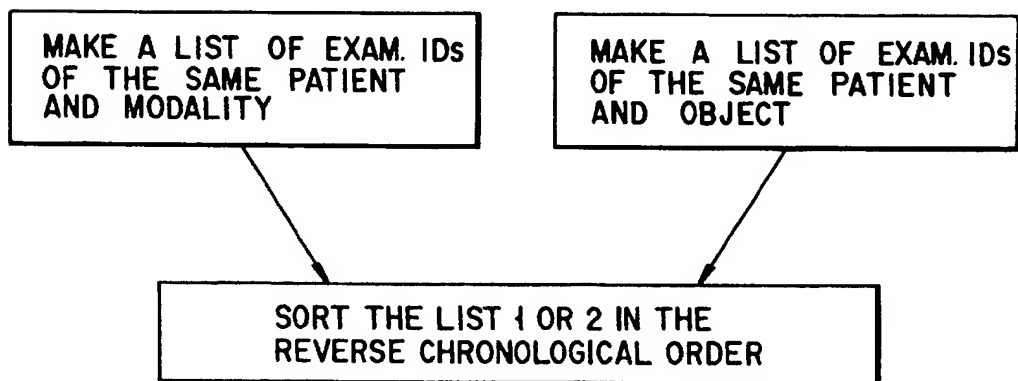 MAKE A LIST OF EXAM. IDs
OF THE SAME PATIENT
AND MODALITY
MAKE A LIST OF EXAM. IDs
OF THE SAME PATIENT
AND OBJECT
SORT THE LIST 1 OR 2 IN THE
REVERSE CHRONOLOGICAL ORDER